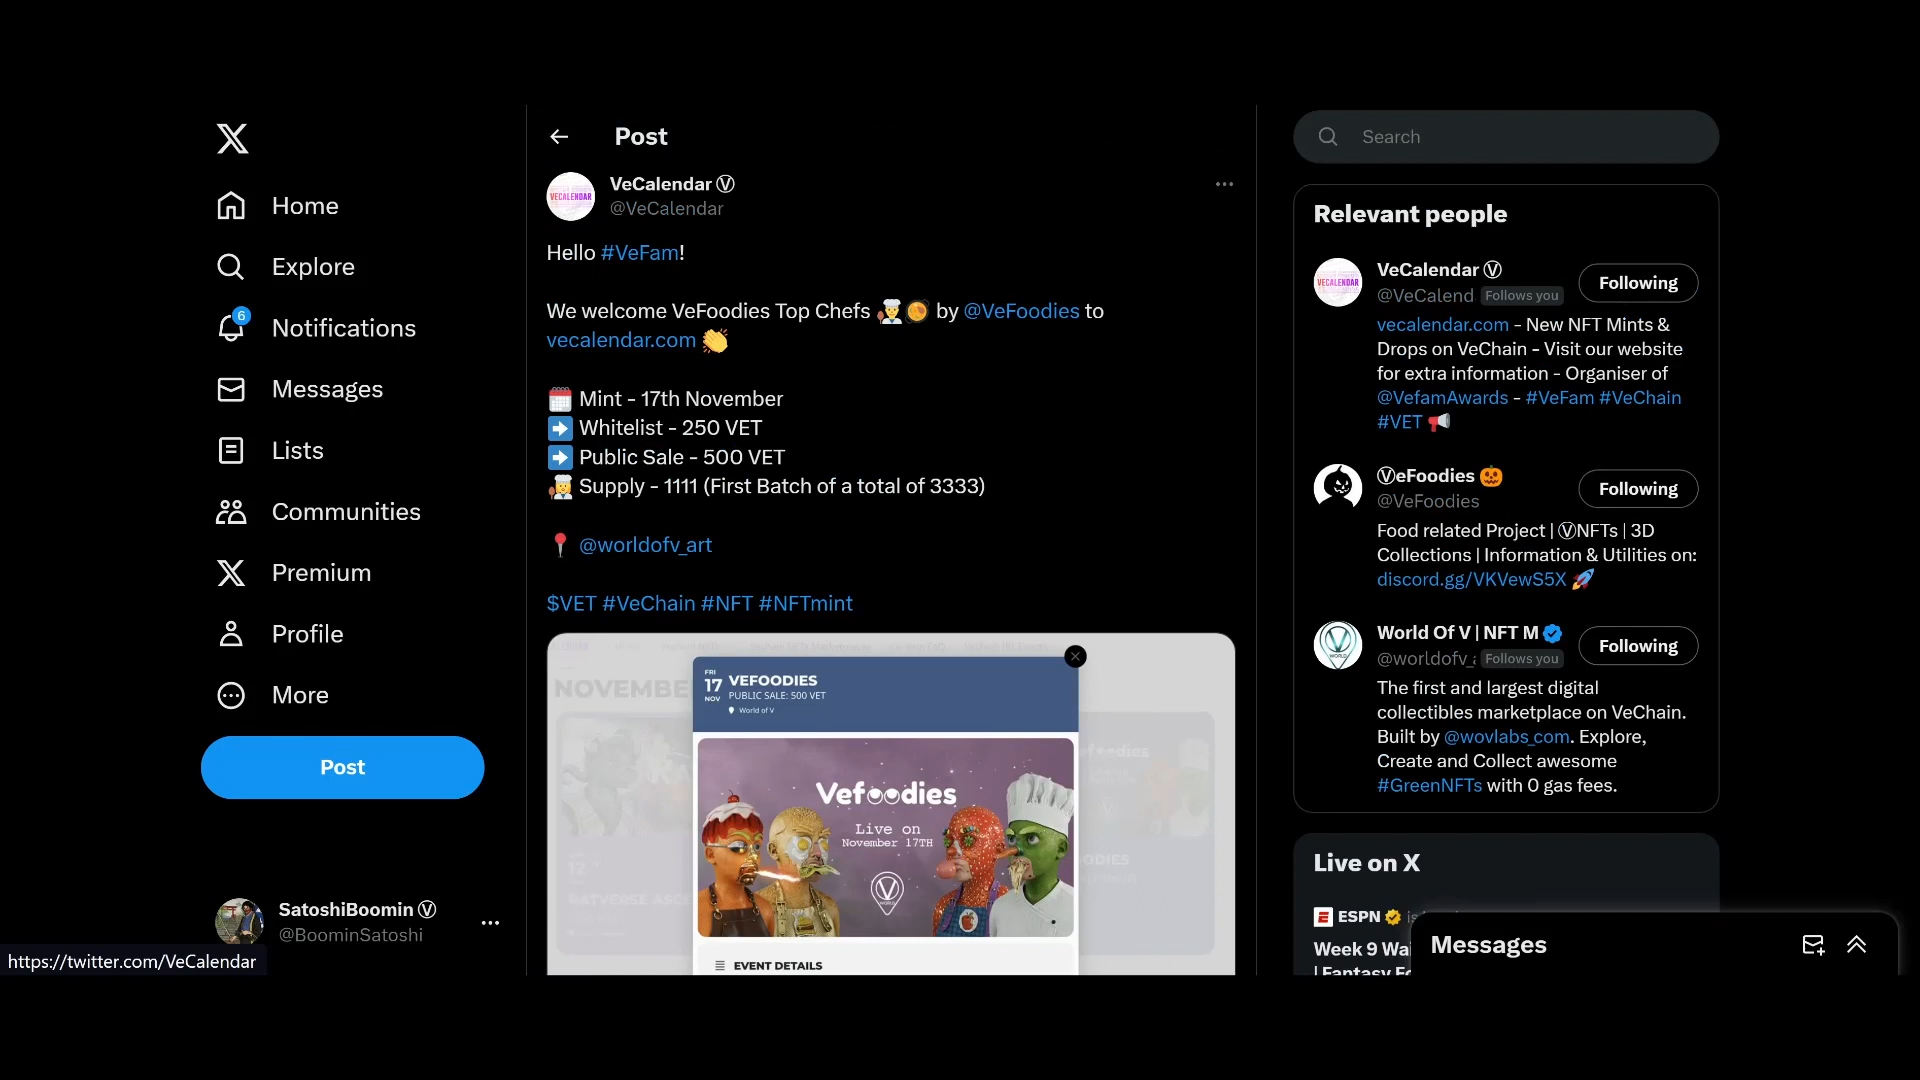 Post
Search
Home
Explore
6
Notifications
Messages
Lists
Communities
Premium
Profile
More
Post
SatoshiBoomin Ⓥ
@BoominSatoshi
https://twitter.com/VeCalendar
VECALENDAR
VeCalendar Ⓥ
@VeCalendar
Hello #VeFam!
We welcome VeFoodies Top Chefs 👨‍🍳🥘 by @VeFoodies to
vecalendar.com 👏
🗓️ Mint - 17th November
➡️ Whitelist - 250 VET
➡️ Public Sale - 500 VET
👩‍🍳 Supply - 1111 (First Batch of a total of 3333)
📍 @worldofv_art
$VET #VeChain #NFT #NFTmint
NOVEMBE
FRI
17
NOV
VEFOODIES
PUBLIC SALE: 500 VET
World of V
Vefoodies
Live on
November 17TH
WORLD
EVENT DETAILS
Relevant people
VECALENDAR
VeCalendar Ⓥ
@VeCalend Follows you
Following
vecalendar.com - New NFT Mints &
Drops on VeChain - Visit our website
for extra information - Organiser of
@VefamAwards - #VeFam #VeChain
#VET 📢
ⓋeFoodies 🎃
@VeFoodies
Following
Food related Project | ⓋNFTs | 3D
Collections | Information & Utilities on:
discord.gg/VKVewS5X 🚀
WORLD
World Of V | NFT M
@worldofv_ Follows you
Following
The first and largest digital
collectibles marketplace on VeChain.
Built by @wovlabs_com. Explore,
Create and Collect awesome
#GreenNFTs with 0 gas fees.
Live on X
ESPN
Week 9 Wai
| Fantasy Fo
Messages